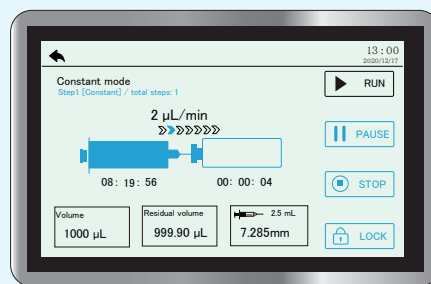 13:00
2020/12/17
Constant mode
Step1 [Constant] / total steps: 1
RUN
2 µL/min
PAUSE
08: 19: 56
00: 00: 04
STOP
Volume
1000 µL
Residual volume
999.90 µL
2.5 mL
7.285mm
LOCK